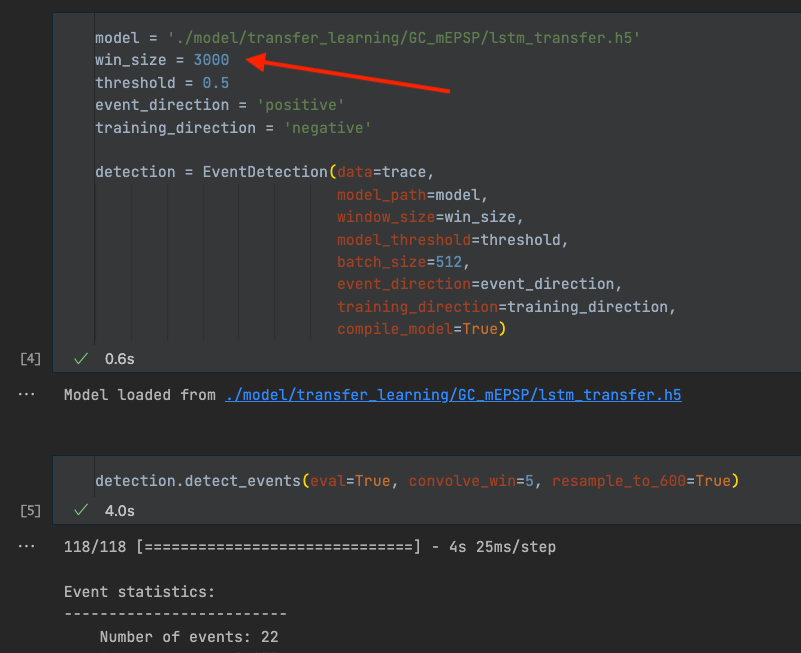 model = './model/transfer_learning/GC_mEPSP/lstm_transfer.h5'
win_size = 3000
threshold = 0.5
event_direction = 'positive'
training_direction = 'negative'
detection = EventDetection(data=trace,
model_path=model,
window_size=win_size,
model_threshold=threshold,
batch_size=512,
event_direction=event_direction,
training_direction=training_direction,
compile_model=True)
[4] ✓ 0.6s
··· Model loaded from ./model/transfer_learning/GC_mEPSP/lstm_transfer.h5
detection.detect_events(eval=True, convolve_win=5, resample_to_600=True)
[5] ✓ 4.0s
··· 118/118 [==============================] - 4s 25ms/step
Event statistics:
-------------------------
Number of events: 22